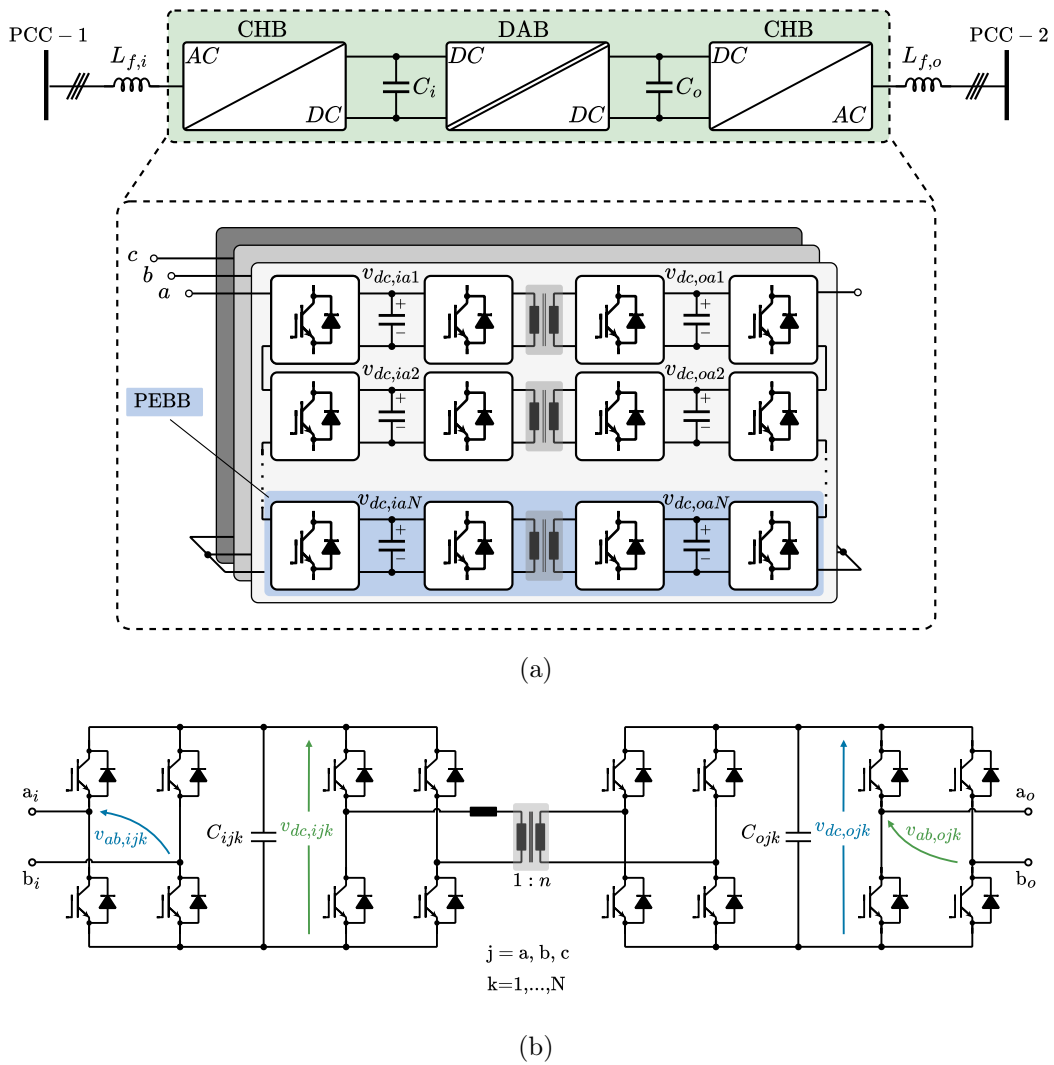 CHB DAB CHB
PCC − 1 PCC − 2
L_{f,i} L_{f,o}
AC DC DC
C_i C_o
DC DC AC
c
b
a
v_{dc,ia1} v_{dc,oa1}
+ +
− −
v_{dc,ia2} v_{dc,oa2}
+ +
− −
PEBB
v_{dc,iaN} v_{dc,oaN}
+ +
− −
(a)
a_i a_o
v_{ab,ijk} C_{ijk} v_{dc,ijk} C_{ojk} v_{dc,ojk} v_{ab,ojk}
b_i b_o
1 : n
j = a, b, c
k=1,...,N
(b)